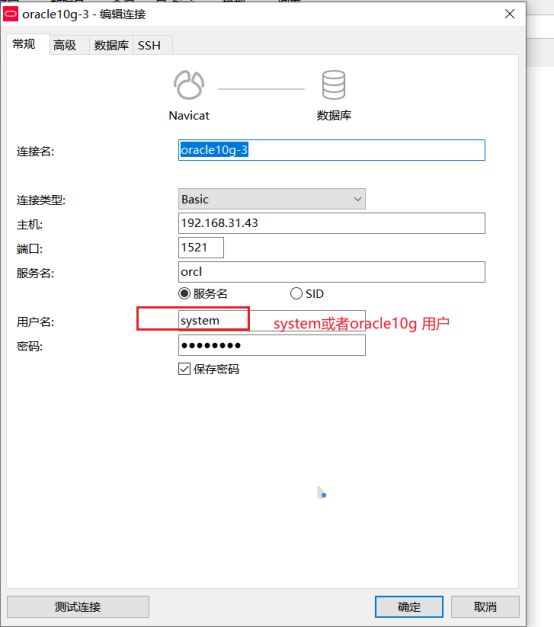 oracle10g-3 - 编辑连接
常规 高级 数据库 SSH
Navicat 数据库
连接名: oracle10g-3
连接类型: Basic
主机: 192.168.31.43
端口: 1521
服务名: orcl
服务名 SID
用户名: system system或者oracle10g 用户
密码: ●●●●●●●●
保存密码
测试连接 确定 取消